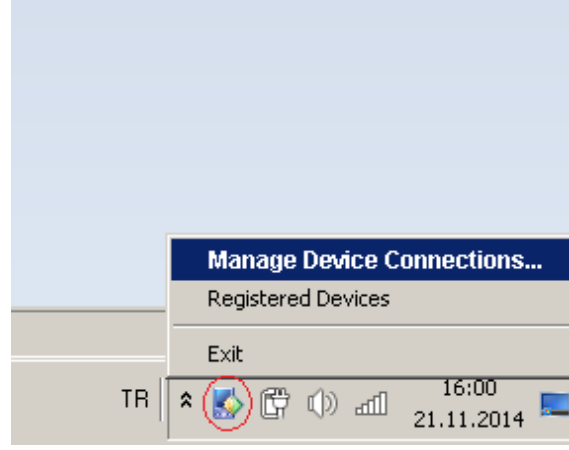 Manage Device Connections...
Registered Devices
Exit
TR
16:00
21.11.2014